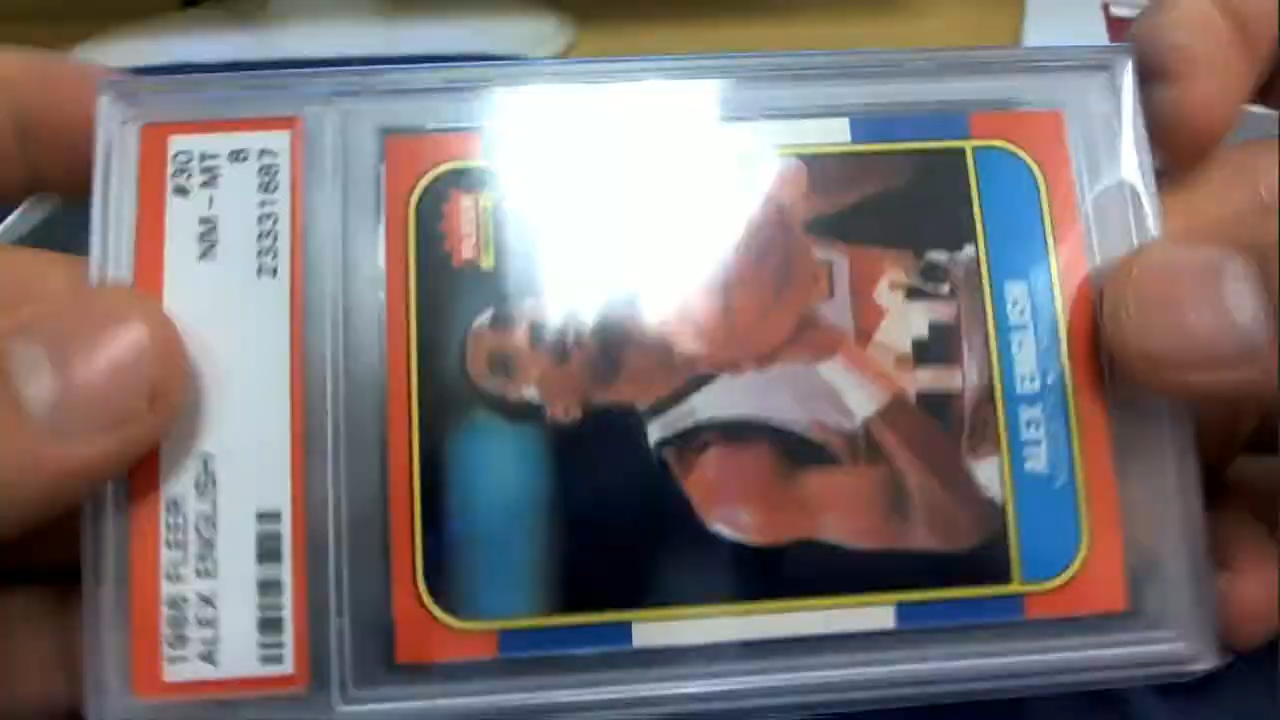 1986 FLEER #30
ALEX ENGLISH NM-MT
8
23331687
ALEX ENGLISH